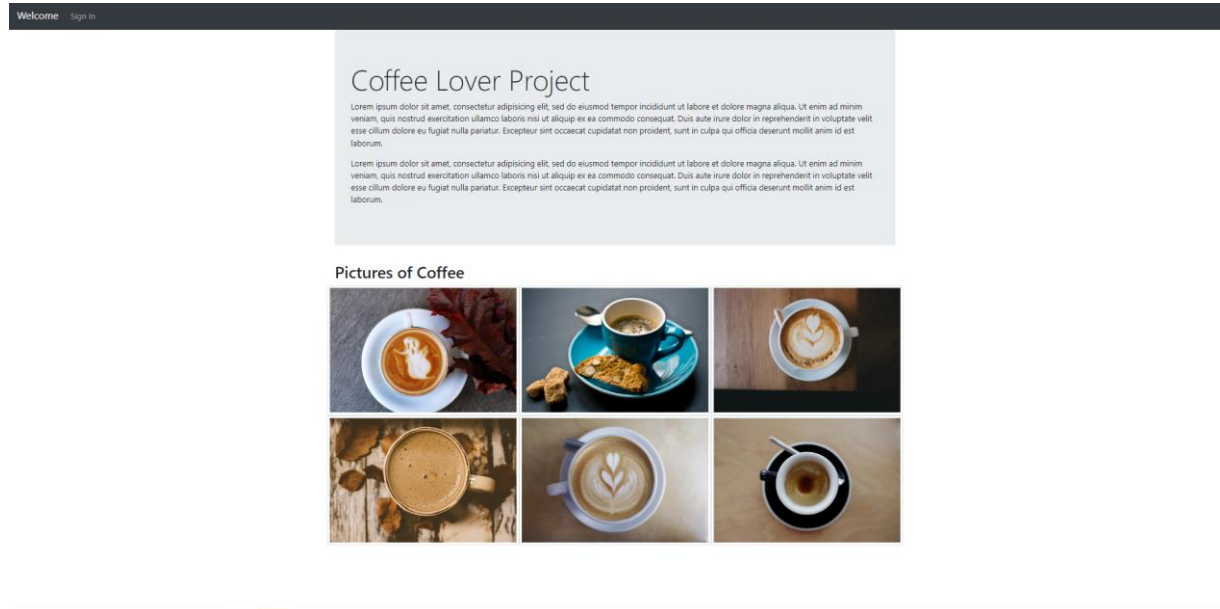 Welcome Sign In
Coffee Lover Project
Lorem ipsum dolor sit amet, consectetur adipisicing elit, sed do eiusmod tempor incididunt ut labore et dolore magna aliqua. Ut enim ad minim
veniam, quis nostrud exercitation ullamco laboris nisi ut aliquip ex ea commodo consequat. Duis aute irure dolor in reprehenderit in voluptate velit
esse cillum dolore eu fugiat nulla pariatur. Excepteur sint occaecat cupidatat non proident, sunt in culpa qui officia deserunt mollit anim id est
laborum.
Lorem ipsum dolor sit amet, consectetur adipisicing elit, sed do eiusmod tempor incididunt ut labore et dolore magna aliqua. Ut enim ad minim
veniam, quis nostrud exercitation ullamco laboris nisi ut aliquip ex ea commodo consequat. Duis aute irure dolor in reprehenderit in voluptate velit
esse cillum dolore eu fugiat nulla pariatur. Excepteur sint occaecat cupidatat non proident, sunt in culpa qui officia deserunt mollit anim id est
laborum.
Pictures of Coffee